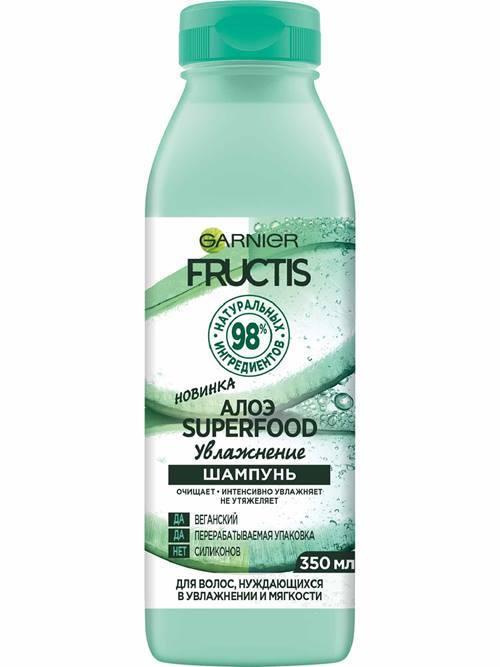 GARNIER
FRUCTIS
НАТУРАЛЬНЫХ
98%
ИНГРЕДИЕНТОВ
НОВИНКА
АЛОЭ
SUPERFOOD
Увлажнение
ШАМПУНЬ
ОЧИЩАЕТ • ИНТЕНСИВНО УВЛАЖНЯЕТ
НЕ УТЯЖЕЛЯЕТ
ДА ВЕГАНСКИЙ
ДА ПЕРЕРАБАТЫВАЕМАЯ УПАКОВКА
НЕТ СИЛИКОНОВ
350 МЛ
ДЛЯ ВОЛОС, НУЖДАЮЩИХСЯ
В УВЛАЖНЕНИИ И МЯГКОСТИ